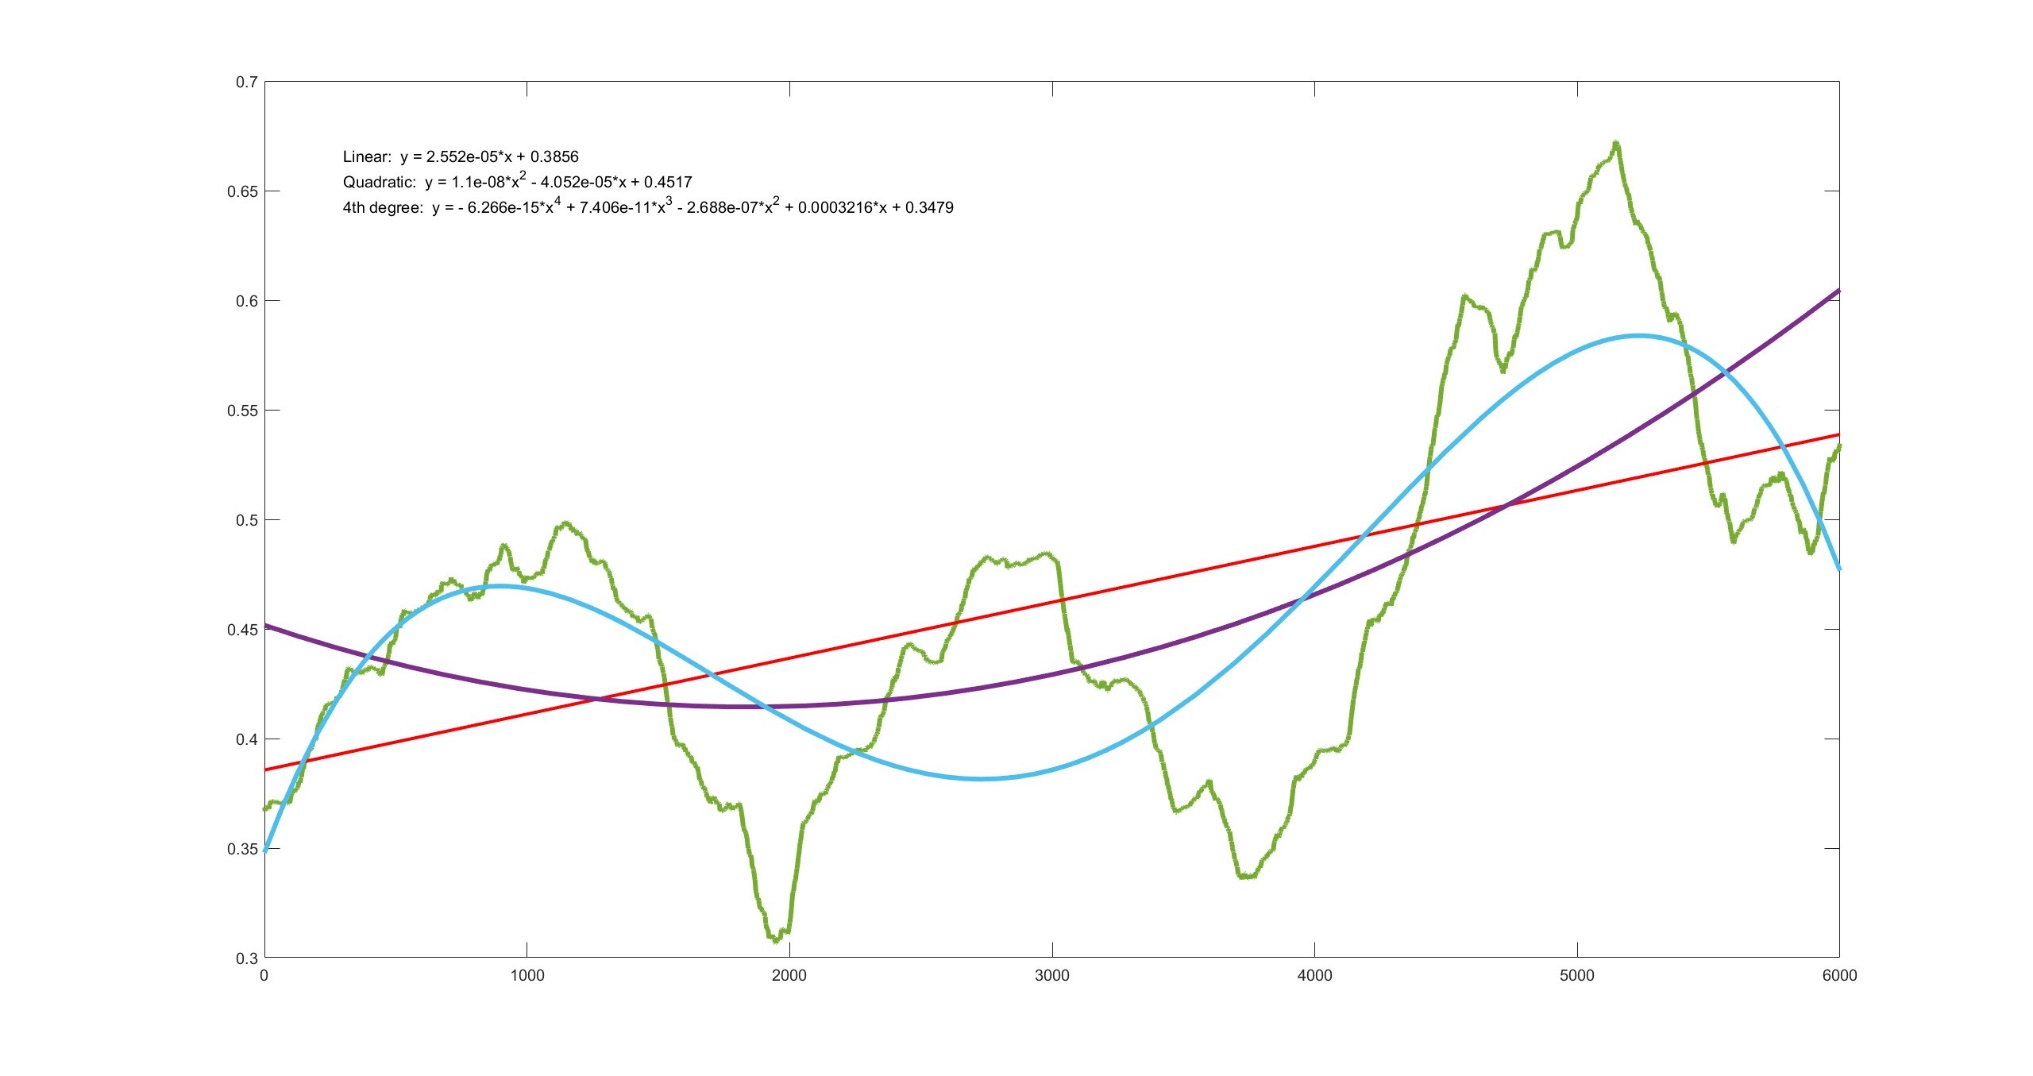 0.7
Linear:  y = 2.552e-05*x + 0.3856
0.65
Quadratic:  y = 1.1e-08*x² - 4.052e-05*x + 0.4517
4th degree:  y = - 6.266e-15*x⁴ + 7.406e-11*x³ - 2.688e-07*x² + 0.0003216*x + 0.3479
0.6
0.55
0.5
0.45
0.4
0.35
0.3
0 1000 2000 3000 4000 5000 6000